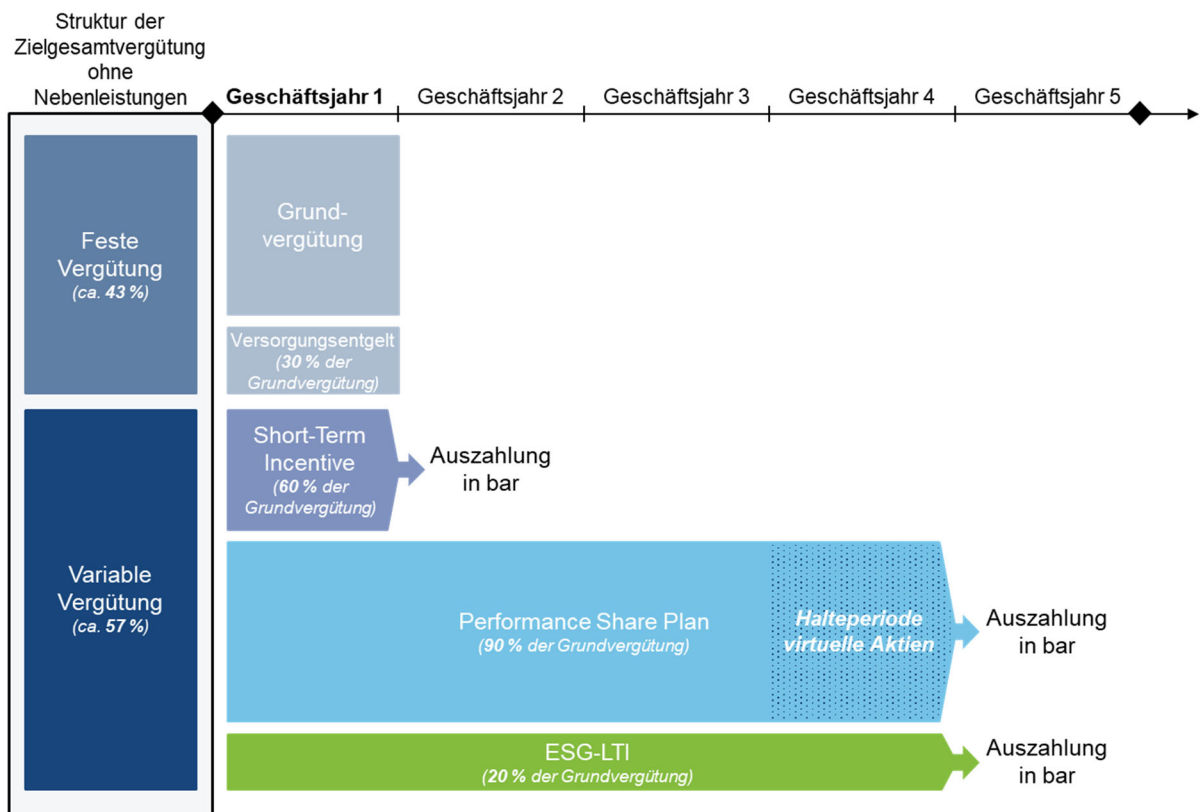 Struktur der
Zielgesamtvergütung
ohne
Nebenleistungen
Geschäftsjahr 1
Geschäftsjahr 2
Geschäftsjahr 3
Geschäftsjahr 4
Geschäftsjahr 5
Feste
Vergütung
(ca. 43 %)
Grund-
vergütung
Versorgungsentgelt
(30 % der
Grundvergütung)
Variable
Vergütung
(ca. 57 %)
Short-Term
Incentive
(60 % der
Grundvergütung)
Auszahlung
in bar
Performance Share Plan
(90 % der Grundvergütung)
Halteperiode
virtuelle Aktien
Auszahlung
in bar
ESG-LTI
(20 % der Grundvergütung)
Auszahlung
in bar